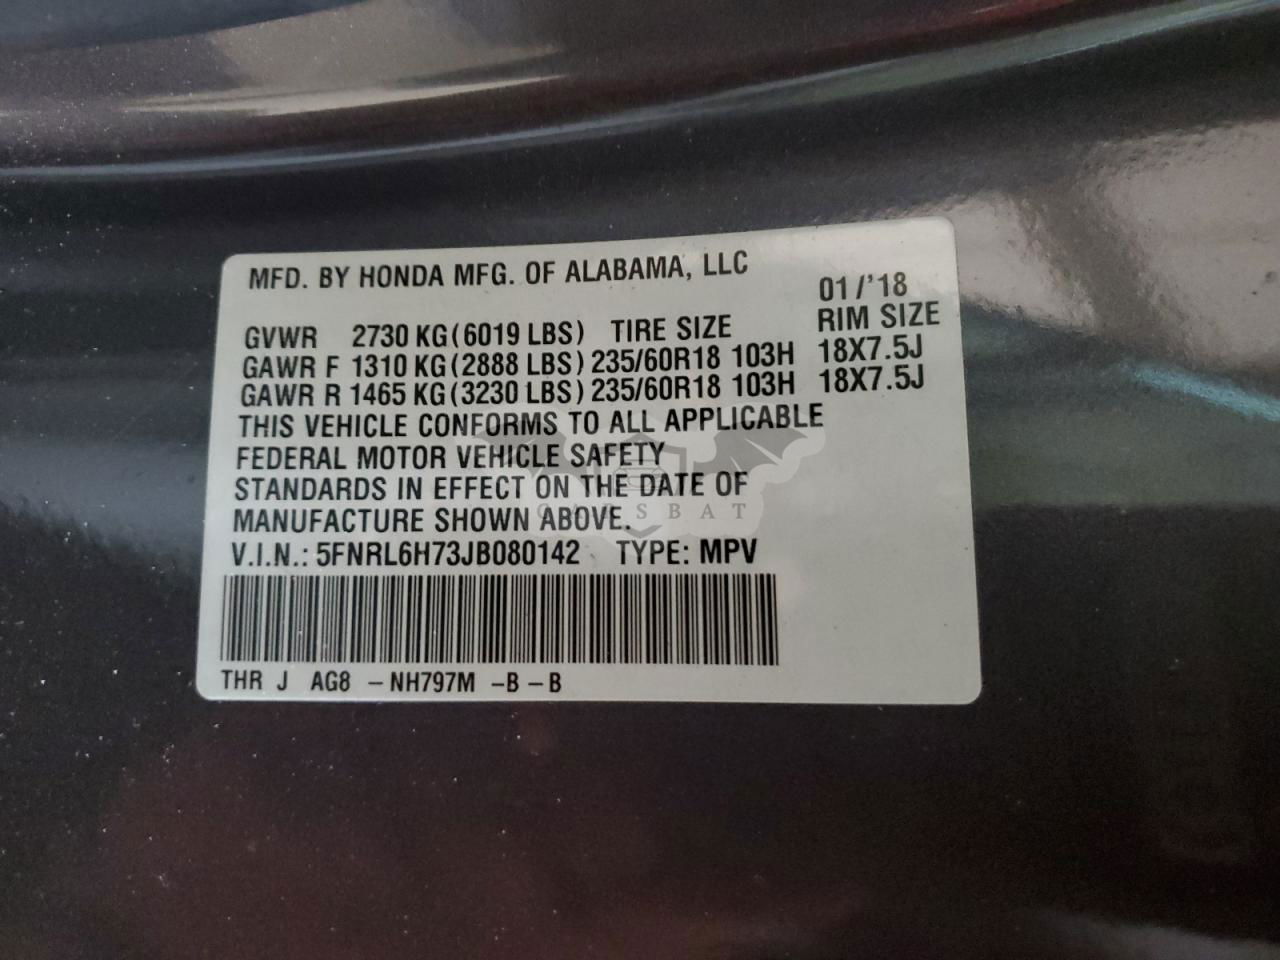 MFD. BY HONDA MFG. OF ALABAMA, LLC
01/'18
GVWR 2730 KG(6019 LBS) TIRE SIZE RIM SIZE
GAWR F 1310 KG(2888 LBS) 235/60R18 103H 18X7.5J
GAWR R 1465 KG(3230 LBS) 235/60R18 103H 18X7.5J
THIS VEHICLE CONFORMS TO ALL APPLICABLE
FEDERAL MOTOR VEHICLE SAFETY
STANDARDS IN EFFECT ON THE DATE OF
MANUFACTURE SHOWN ABOVE.
CARSBAT
V.I.N.: 5FNRL6H73JB080142 TYPE: MPV
THR J AG8 -NH797M -B -B